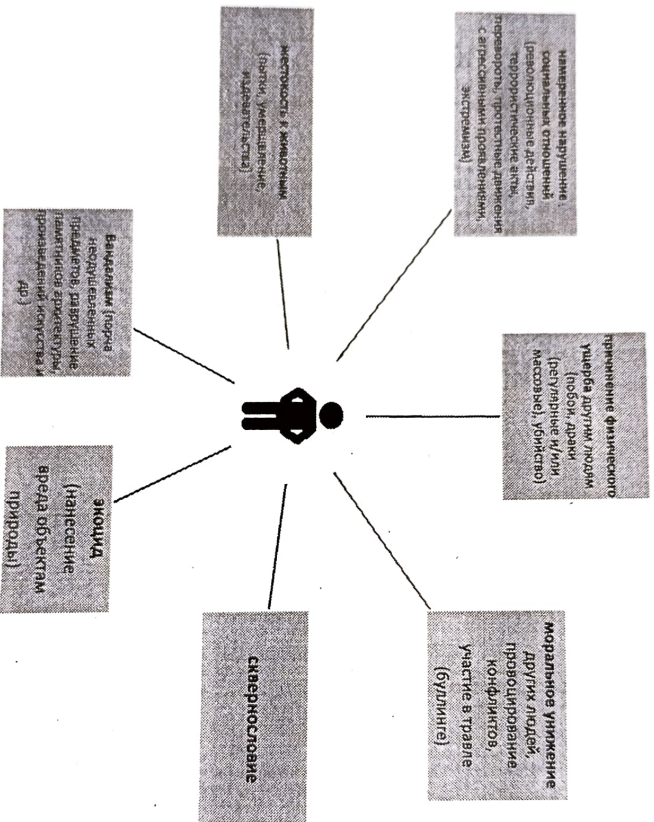 намеренное нарушение
социальных отношений
(революционные действия,
террористические акты,
перевороты, протестные движения
с агрессивными проявлениями,
экстремизм)
причинение физического
ущерба другим людям
(побои, драки
(регулярные и/или
массовые), убийство)
моральное унижение
других людей,
провоцирование
конфликтов,
участие в травле
(буллинге)
жестокость к животным
(пытки, умерщвление,
издевательства)
сквернословие
Вандализм (порча
неодушевленных
предметов, разрушение
памятников архитектуры,
произведений искусства и
др.)
экоцид
(нанесение
вреда объектам
природы)